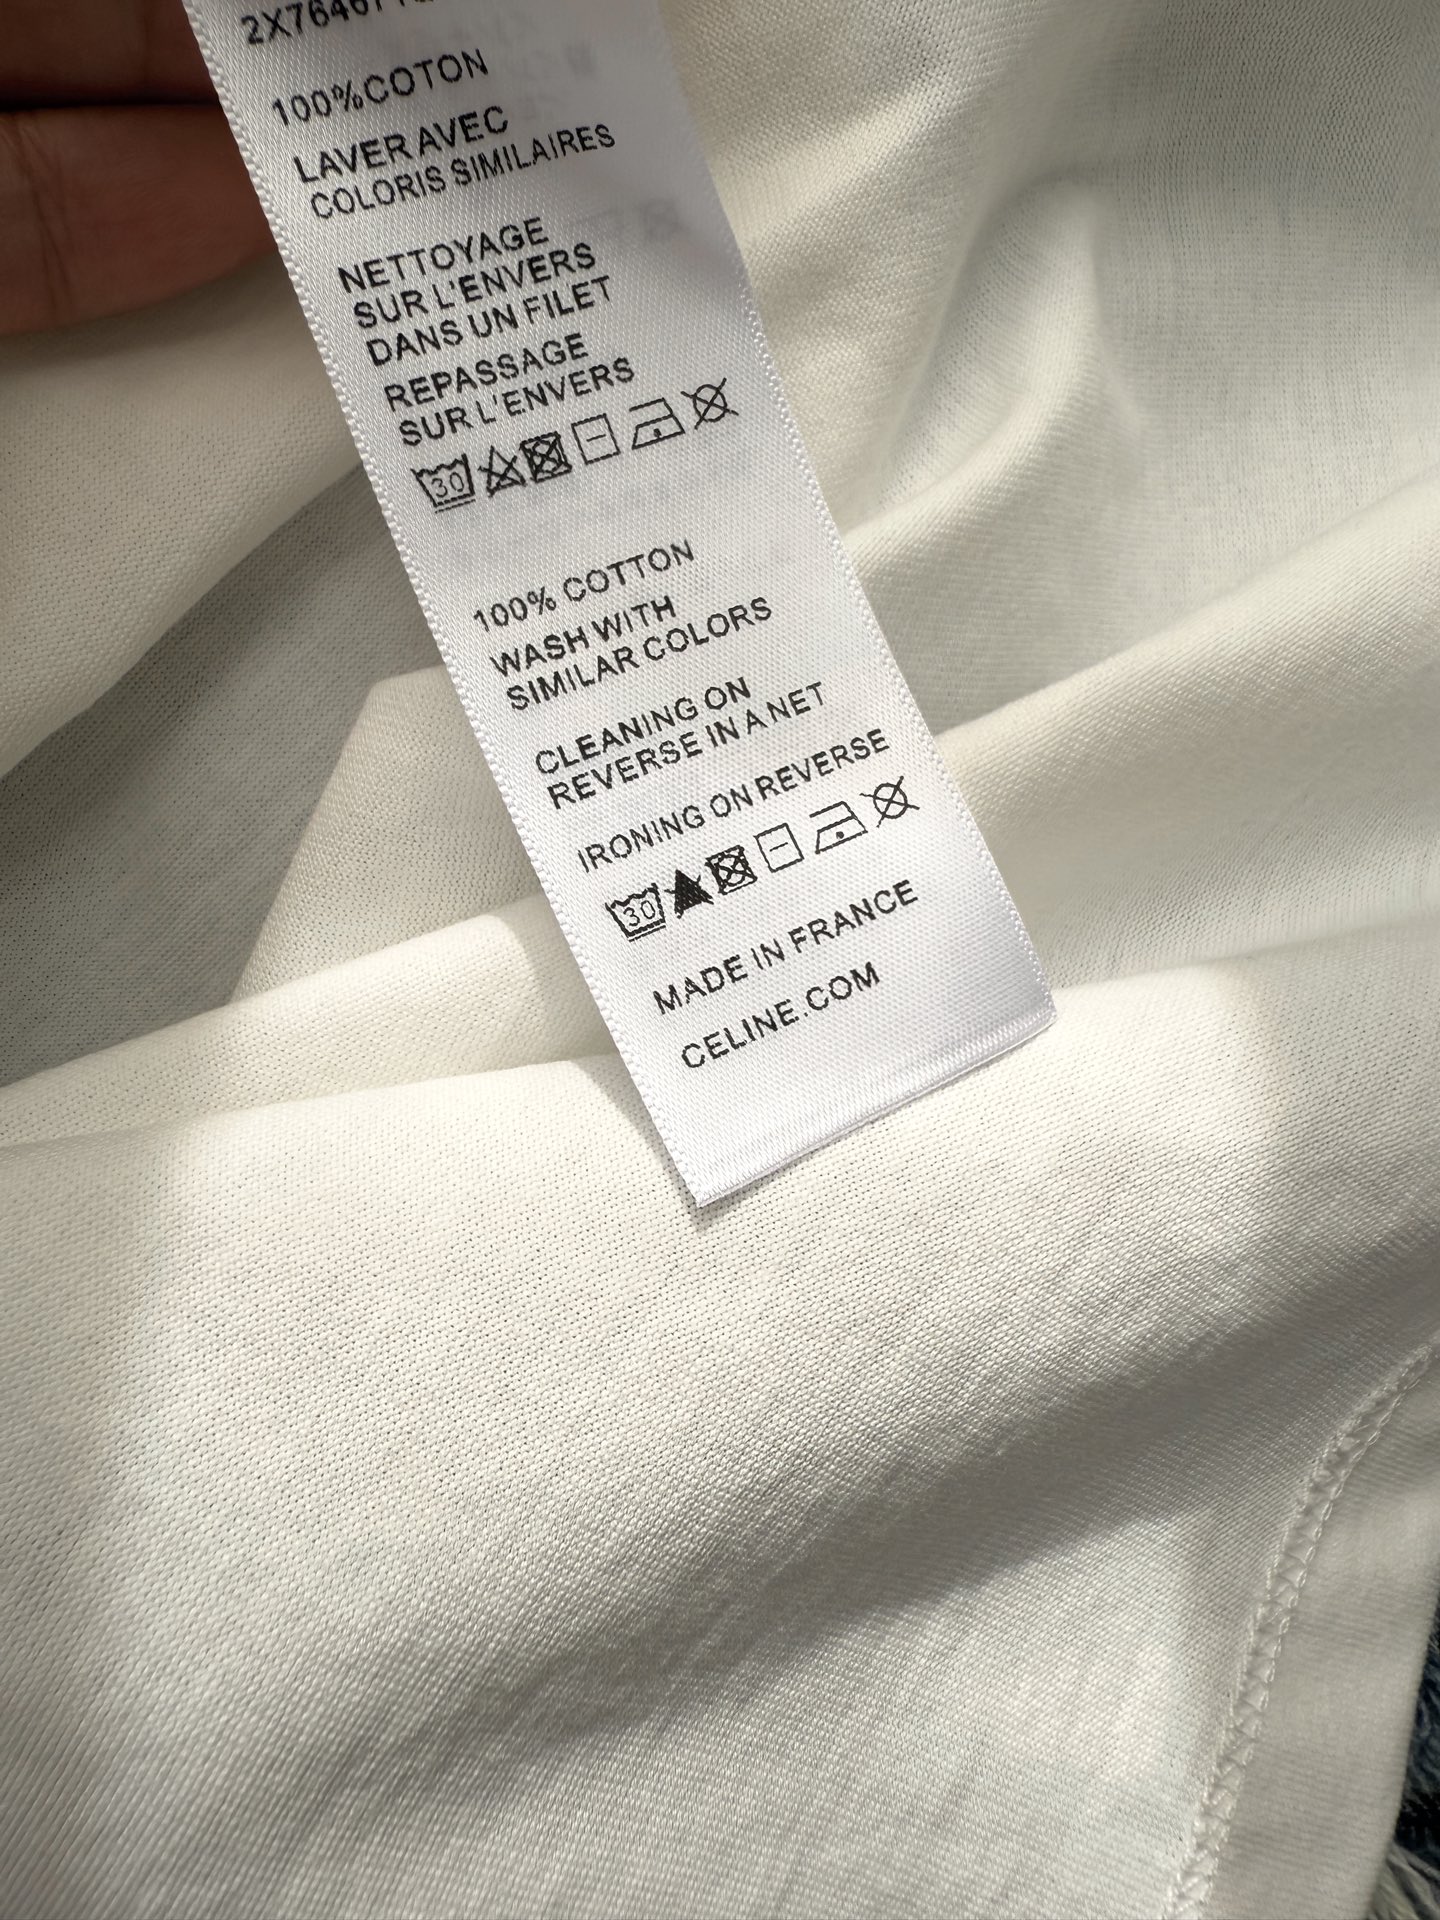 100%COTON
LAVER AVEC
COLORIS SIMILAIRES
NETTOYAGE
SUR L'ENVERS
DANS UN FILET
REPASSAGE
SUR L'ENVERS
30
100% COTTON
WASH WITH
SIMILAR COLORS
CLEANING ON
REVERSE IN A NET
IRONING ON REVERSE
30
MADE IN FRANCE
CELINE.COM